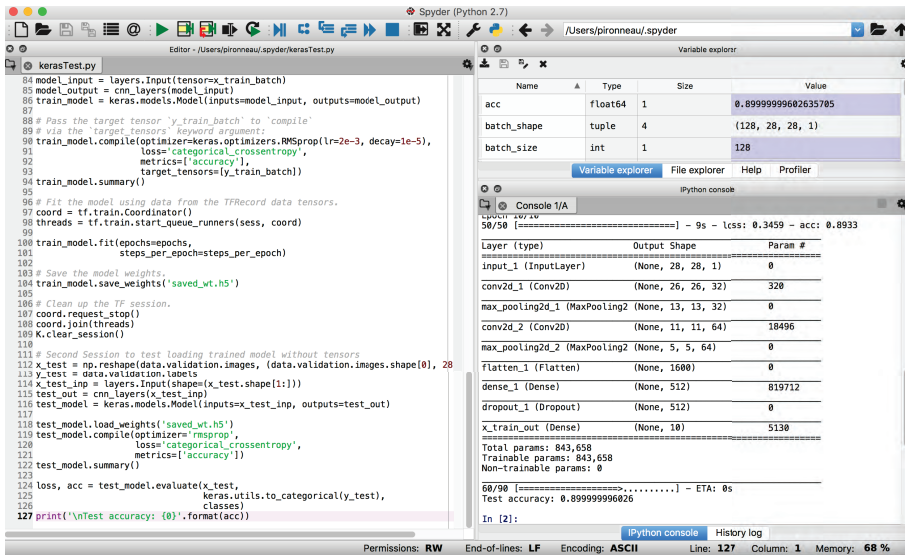 Spyder (Python 2.7)
/Users/pironneau/.spyder
Editor - /Users/pironneau/.spyder/kerasTest.py
kerasTest.py
84 model_input = layers.Input(tensor=x_train_batch)
85 model_output = cnn_layers(model_input)
86 train_model = keras.models.Model(inputs=model_input, outputs=model_output)
87
88 # Pass the target tensor `y_train_batch` to `compile`
89 # via the `target_tensors` keyword argument:
90 train_model.compile(optimizer=keras.optimizers.RMSprop(lr=2e-3, decay=1e-5),
91 loss='categorical_crossentropy',
92 metrics=['accuracy'],
93 target_tensors=[y_train_batch])
94 train_model.summary()
95
96 # Fit the model using data from the TFRecord data tensors.
97 coord = tf.train.Coordinator()
98 threads = tf.train.start_queue_runners(sess, coord)
99
100 train_model.fit(epochs=epochs,
101 steps_per_epoch=steps_per_epoch)
102
103 # Save the model weights.
104 train_model.save_weights('saved_wt.h5')
105
106 # Clean up the TF session.
107 coord.request_stop()
108 coord.join(threads)
109 K.clear_session()
110
111 # Second Session to test loading trained model without tensors
112 x_test = np.reshape(data.validation.images, (data.validation.images.shape[0], 28
113 y_test = data.validation.labels
114 x_test_inp = layers.Input(shape=(x_test.shape[1:]))
115 test_out = cnn_layers(x_test_inp)
116 test_model = keras.models.Model(inputs=x_test_inp, outputs=test_out)
117
118 test_model.load_weights('saved_wt.h5')
119 test_model.compile(optimizer='rmsprop',
120 loss='categorical_crossentropy',
121 metrics=['accuracy'])
122 test_model.summary()
123
124 loss, acc = test_model.evaluate(x_test,
125 keras.utils.to_categorical(y_test),
126 classes)
127 print('\nTest accuracy: {0}'.format(acc))
Variable explorer
Name Type Size Value
acc float64 1 0.89999999602635705
batch_shape tuple 4 (128, 28, 28, 1)
batch_size int 1 128
Variable explorer File explorer Help Profiler
IPython console
Console 1/A
Epoch 10/10
50/50 [==============================] - 9s - loss: 0.3459 - acc: 0.8933
Layer (type) Output Shape Param #
input_1 (InputLayer) (None, 28, 28, 1) 0
conv2d_1 (Conv2D) (None, 26, 26, 32) 320
max_pooling2d_1 (MaxPooling2 (None, 13, 13, 32) 0
conv2d_2 (Conv2D) (None, 11, 11, 64) 18496
max_pooling2d_2 (MaxPooling2 (None, 5, 5, 64) 0
flatten_1 (Flatten) (None, 1600) 0
dense_1 (Dense) (None, 512) 819712
dropout_1 (Dropout) (None, 512) 0
x_train_out (Dense) (None, 10) 5130
Total params: 843,658
Trainable params: 843,658
Non-trainable params: 0
60/90 [===================>..........] - ETA: 0s
Test accuracy: 0.899999996026
In [2]:
IPython console History log
Permissions: RW End-of-lines: LF Encoding: ASCII Line: 127 Column: 1 Memory: 68 %